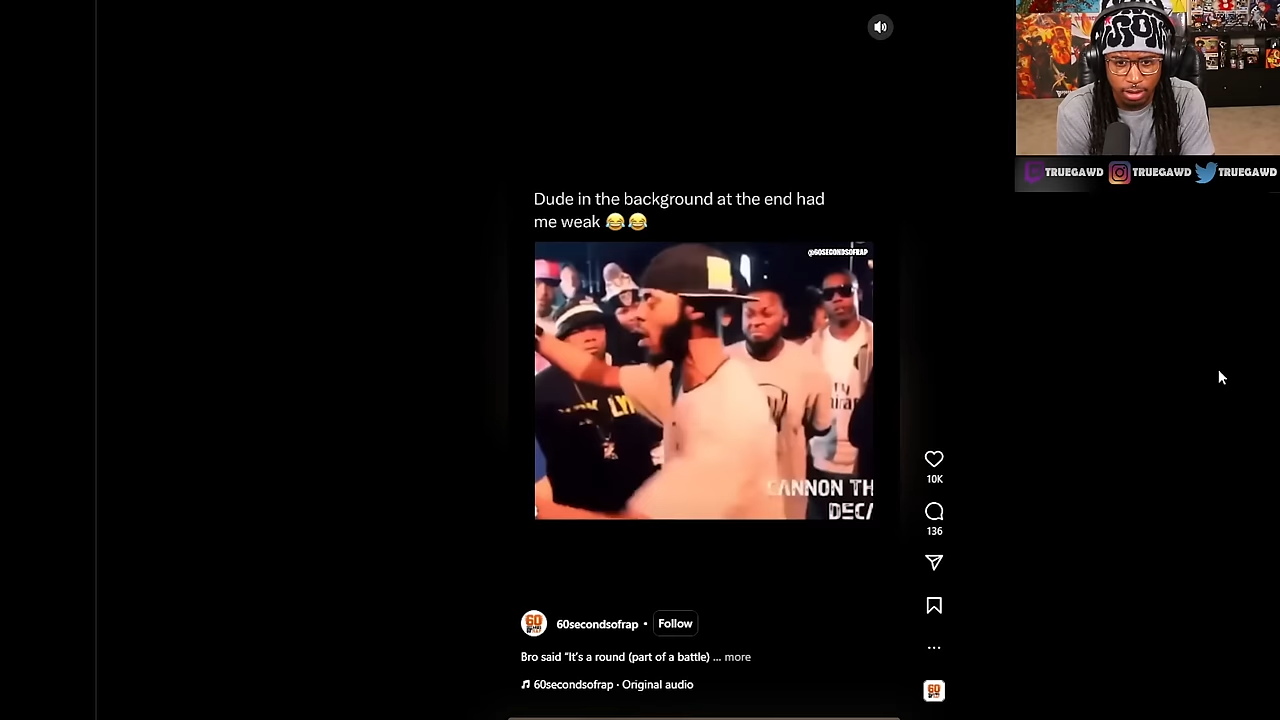 TRUEGAWD TRUEGAWD TRUEGAWD
Dude in the background at the end had
me weak 😂😂
@60SECONDSOFRAP
CANNON TH
DECA
10K
136
60secondsofrap • Follow
Bro said “It’s a round (part of a battle) ... more
60secondsofrap · Original audio